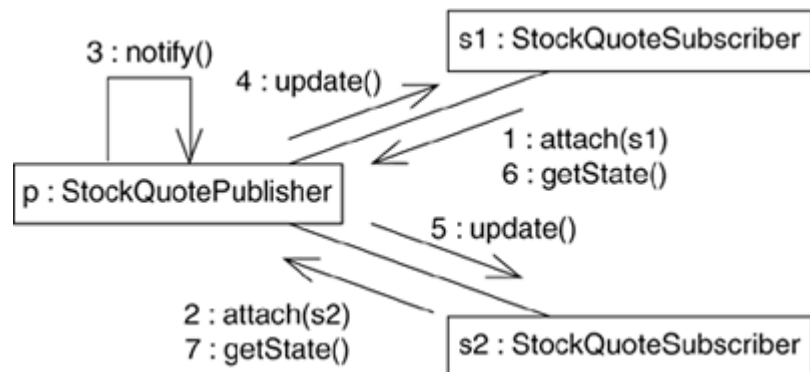 s1 : StockQuoteSubscriber
3 : notify()
4 : update()
1 : attach(s1)
6 : getState()
p : StockQuotePublisher
5 : update()
2 : attach(s2)
7 : getState()
s2 : StockQuoteSubscriber